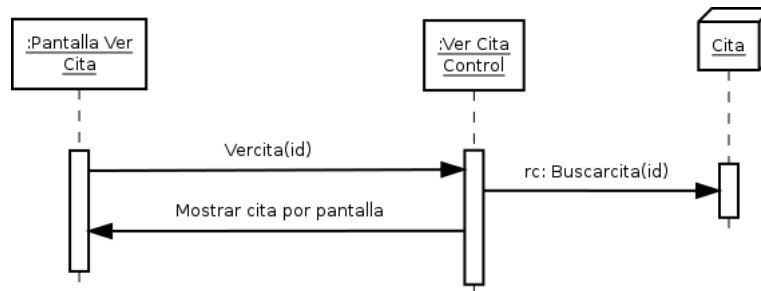 :Pantalla Ver
Cita
:Ver Cita
Control
Cita
Vercita(id)
rc: Buscarcita(id)
Mostrar cita por pantalla